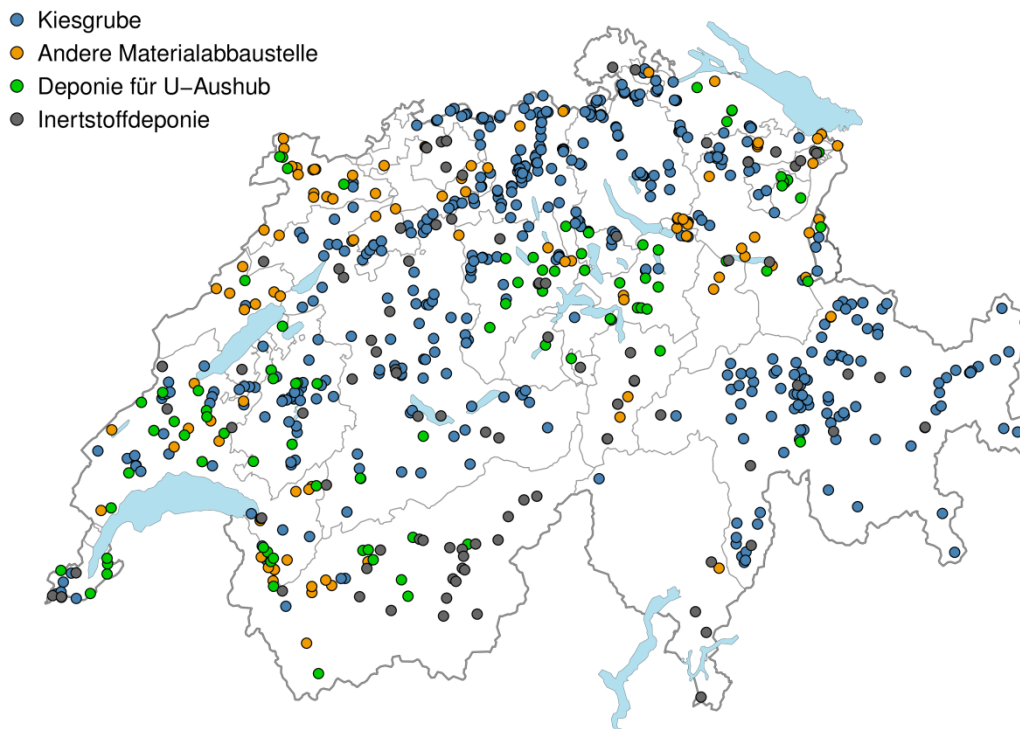 Kiesgrube
Andere Materialabbaustelle
Deponie für U−Aushub
Inertstoffdeponie